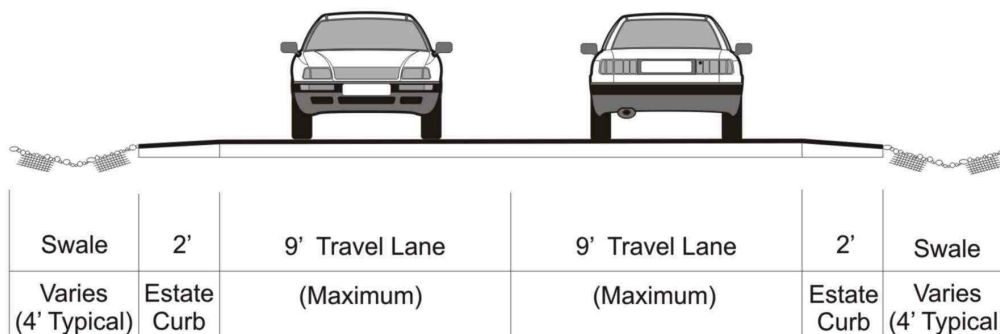 Swale
2’
9’ Travel Lane
9’ Travel Lane
2’
Swale
Varies
(4’ Typical)
Estate
Curb
(Maximum)
(Maximum)
Estate
Curb
Varies
(4’ Typical